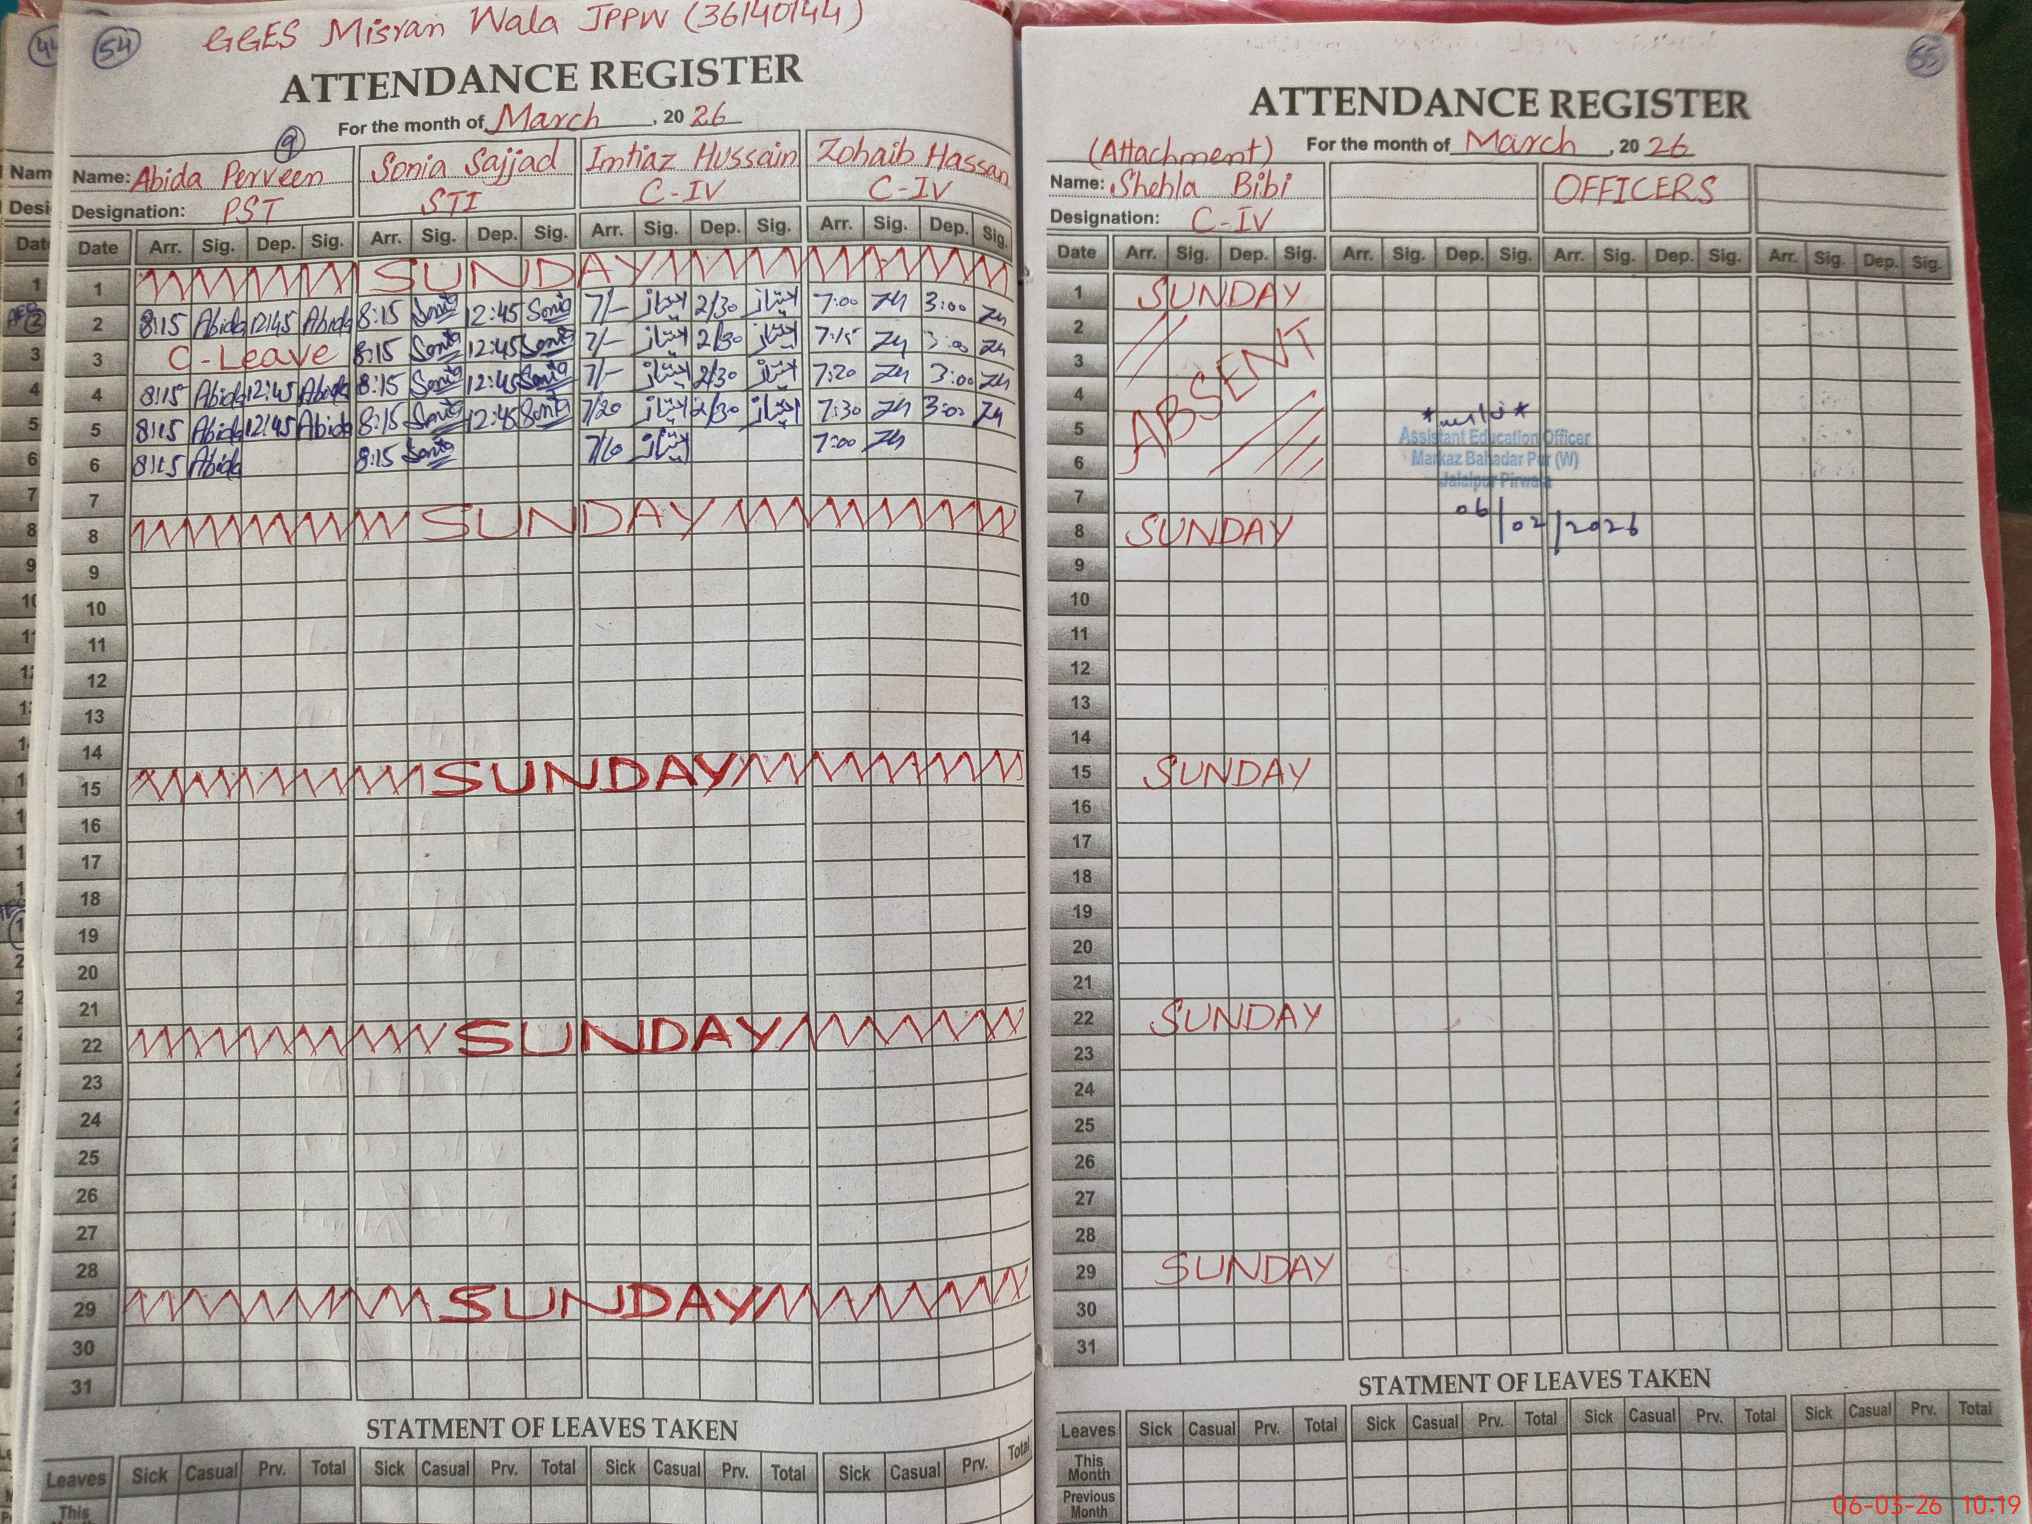 54
GGES Misran Wala JPPW (36140144)
ATTENDANCE REGISTER
For the month of March, 20 26
9
Name: Abida Perveen Sonia Sajjad Imtiaz Hussain Zohaib Hassan
Designation: PST STI C-IV C-IV
Date Arr. Sig. Dep. Sig. Arr. Sig. Dep. Sig. Arr. Sig. Dep. Sig. Arr. Sig. Dep. Sig.
1 SUNDAY
2 8:15 Abida 12:45 Abida 8:15 Sonia 12:45 Sonia 7/- امتیاز 2/30 امتیاز 7:00 ZH 3:00 ZH
3 C-Leave 8:15 Sonia 12:45 Sonia 7/- امتیاز 2/30 امتیاز 7:15 ZH 3:00 ZH
4 8:15 Abida 12:45 Abida 8:15 Sonia 12:45 Sonia 7/- امتیاز 2/30 امتیاز 7:20 ZH 3:00 ZH
5 8:15 Abida 12:45 Abida 8:15 Sonia 12:45 Sonia 7/20 امتیاز 2/30 امتیاز 7:30 ZH 3:00 ZH
6 8:15 Abida 8:15 Sonia 7/10 امتیاز 7:00 ZH
7
8 SUNDAY
9
10
11
12
13
14
15 SUNDAY
16
17
18
19
20
21
22 SUNDAY
23
24
25
26
27
28
29 SUNDAY
30
31
STATMENT OF LEAVES TAKEN
Leaves Sick Casual Prv. Total Sick Casual Prv. Total Sick Casual Prv. Total Sick Casual Prv. Total
This
55
ATTENDANCE REGISTER
For the month of March, 20 26
(Attachment)
Name: Shehla Bibi OFFICERS
Designation: C-IV
Date Arr. Sig. Dep. Sig. Arr. Sig. Dep. Sig. Arr. Sig. Dep. Sig. Arr. Sig. Dep. Sig.
1 SUNDAY
2
3
ABSENT
4
5
Assistant Education Officer
6
Markaz Bahadar Pur (W)
Jalalpur Pirwala
7
06/02/2026
8 SUNDAY
9
10
11
12
13
14
15 SUNDAY
16
17
18
19
20
21
22 SUNDAY
23
24
25
26
27
28
29 SUNDAY
30
31
STATMENT OF LEAVES TAKEN
Leaves Sick Casual Prv. Total Sick Casual Prv. Total Sick Casual Prv. Total Sick Casual Prv. Total
This Month
Previous Month
06-03-26 10:19